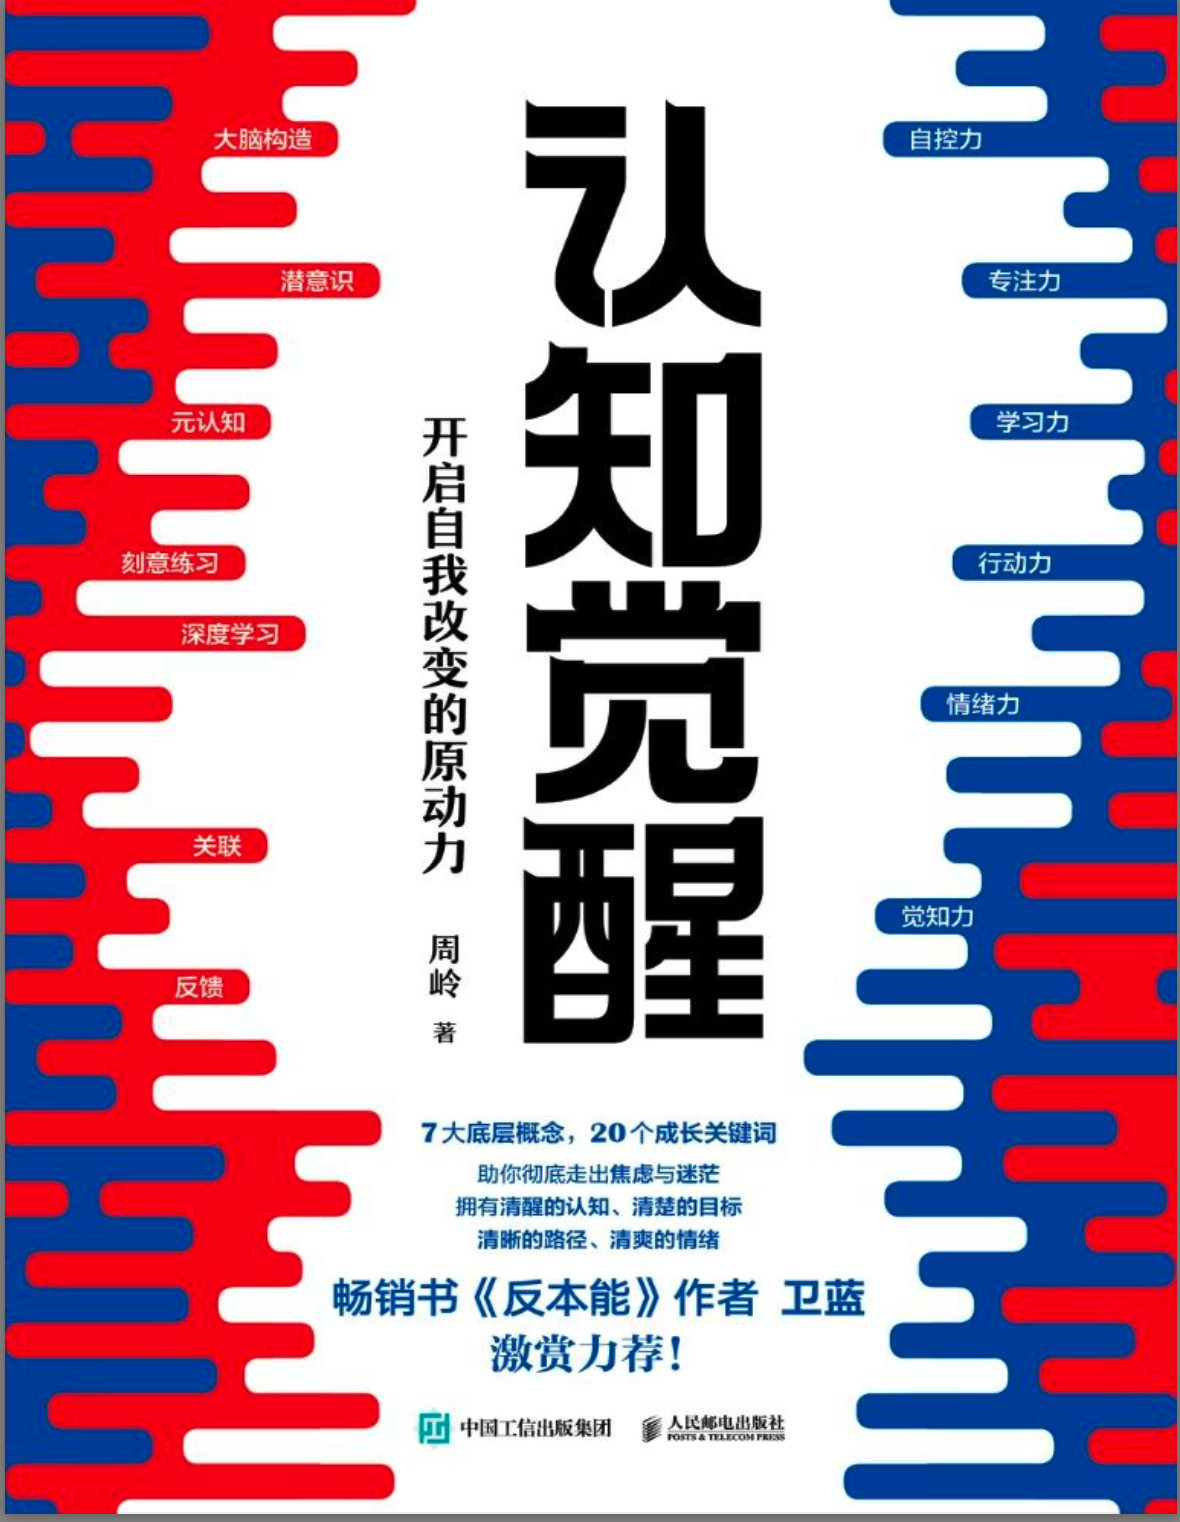 认知觉醒
开启自我改变的原动力
周岭 著
大脑构造
潜意识
元认知
刻意练习
深度学习
关联
反馈
自控力
专注力
学习力
行动力
情绪力
觉知力
7大底层概念，20个成长关键词
助你彻底走出焦虑与迷茫
拥有清醒的认知、清楚的目标
清晰的路径、清爽的情绪
畅销书《反本能》作者 卫蓝
激赏力荐！
中国工信出版集团
人民邮电出版社
POSTS & TELECOM PRESS